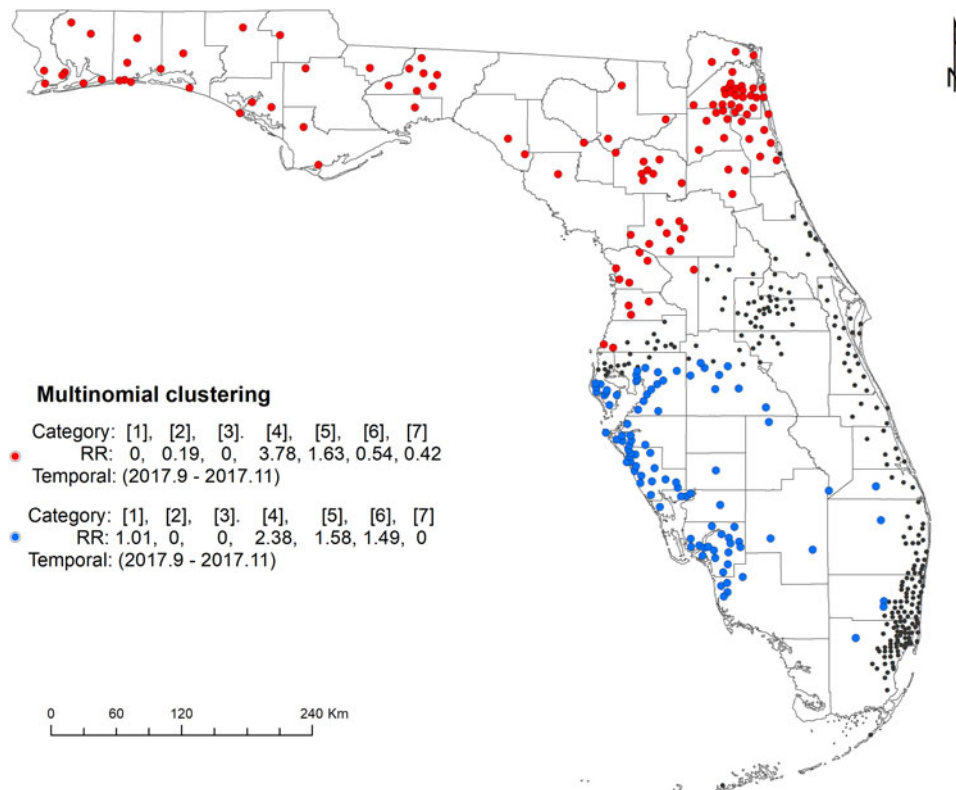 N
Multinomial clustering
Category: [1], [2], [3]. [4], [5], [6], [7]
RR: 0, 0.19, 0, 3.78, 1.63, 0.54, 0.42
Temporal: (2017.9 - 2017.11)
Category: [1], [2], [3]. [4], [5], [6], [7]
RR: 1.01, 0, 0, 2.38, 1.58, 1.49, 0
Temporal: (2017.9 - 2017.11)
0 60 120 240 Km